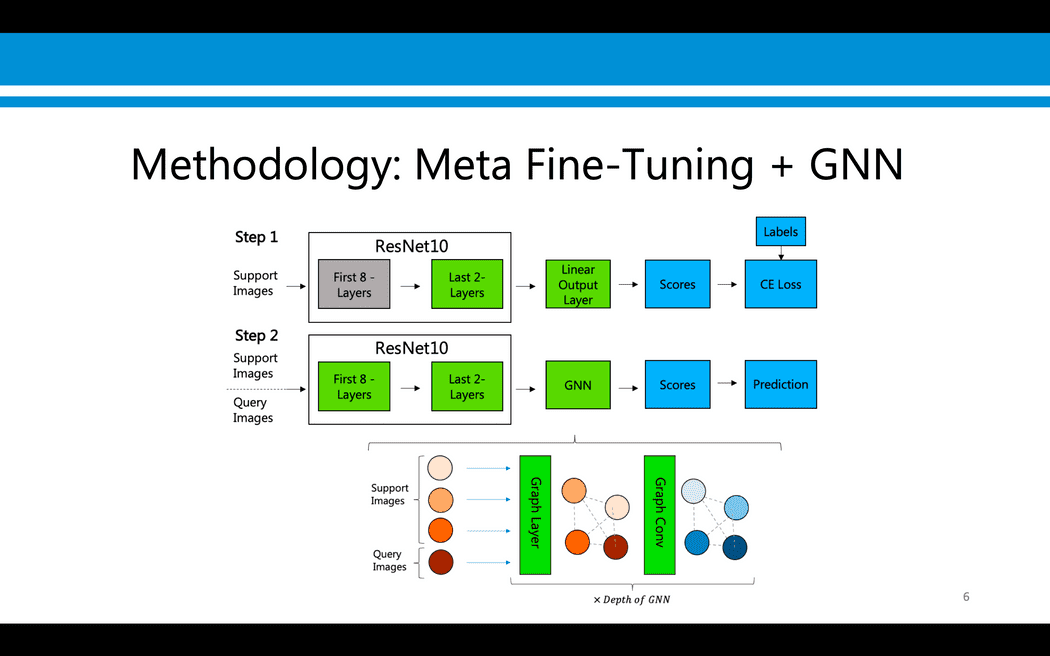 Methodology: Meta Fine-Tuning + GNN
Step 1
Support
Images
ResNet10
First 8 -
Layers
Last 2-
Layers
Linear
Output
Layer
Scores
Labels
CE Loss
Step 2
Support
Images
Query
Images
ResNet10
First 8 -
Layers
Last 2-
Layers
GNN
Scores
Prediction
Support
Images
Query
Images
Graph Layer
Graph Conv
× Depth of GNN
6